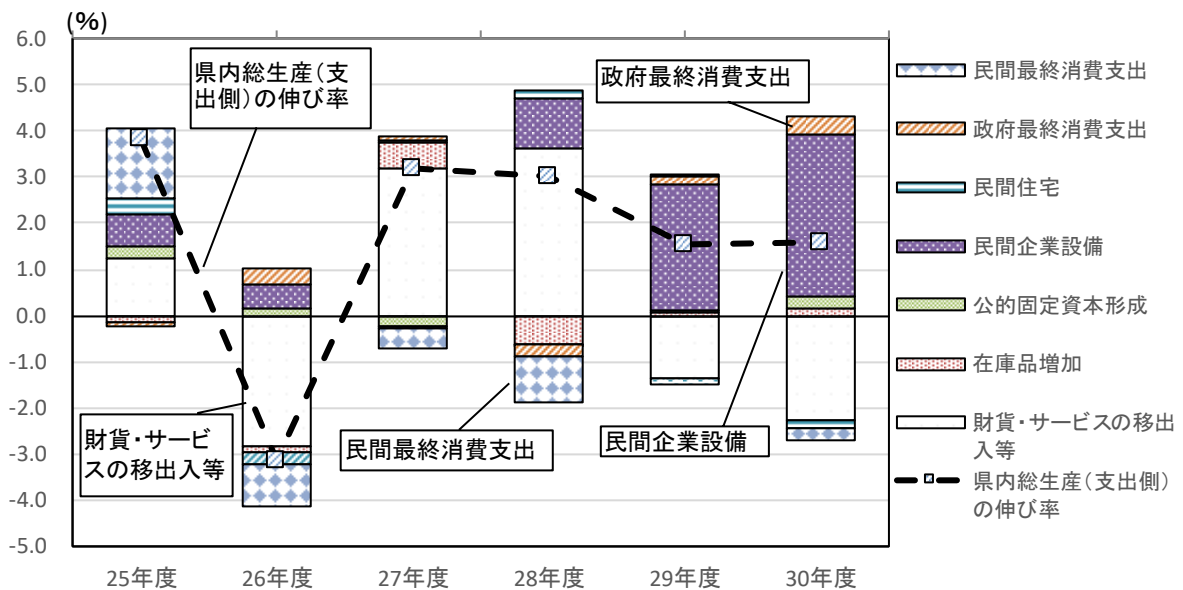 (%)
6.0
5.0
4.0
3.0
2.0
1.0
0.0
-1.0
-2.0
-3.0
-4.0
-5.0
県内総生産(支
出側)の伸び率
政府最終消費支出
財貨・サービ
スの移出入等
民間最終消費支出
民間企業設備
25年度
26年度
27年度
28年度
29年度
30年度
民間最終消費支出
政府最終消費支出
民間住宅
民間企業設備
公的固定資本形成
在庫品増加
財貨・サービスの移出
入等
県内総生産(支出側)
の伸び率